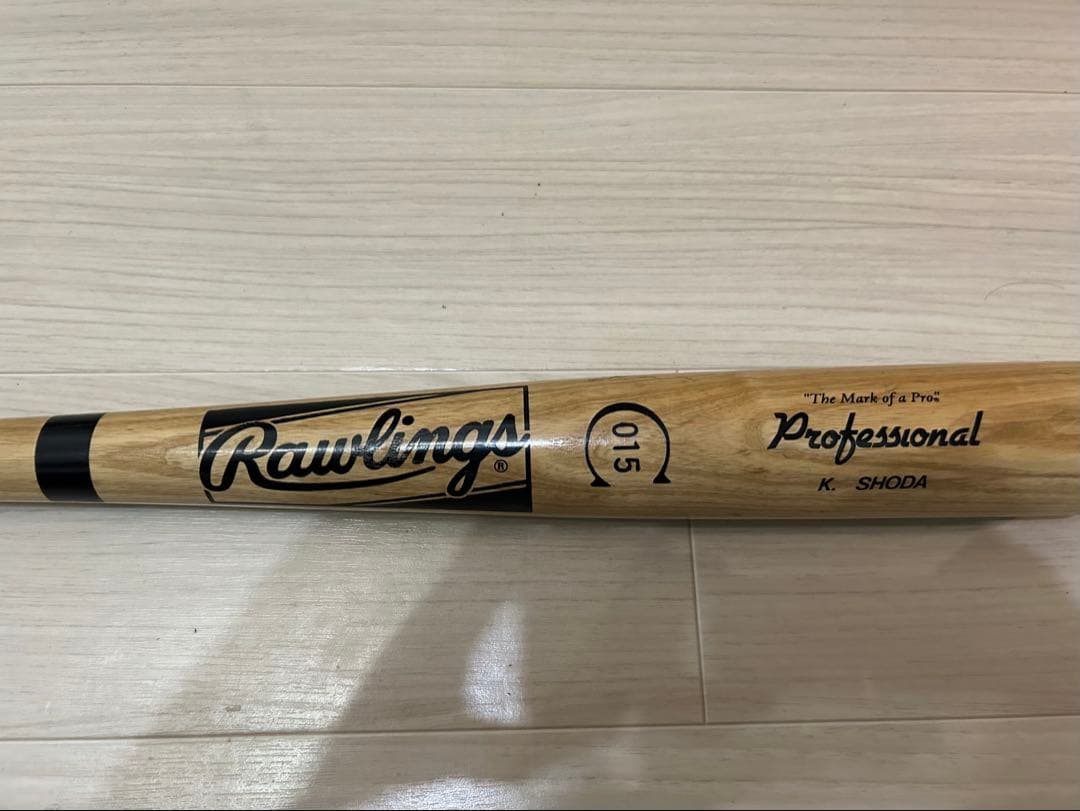 Rawlings®
015
"The Mark of a Pro."
Professional
K. SHODA